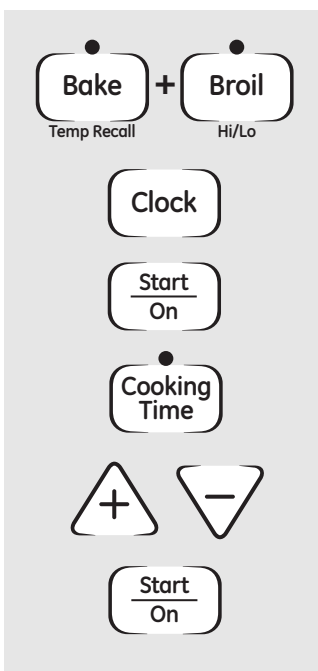 Bake + Broil
Temp Recall Hi/Lo
Clock
Start
On
Cooking
Time
+ −
Start
On